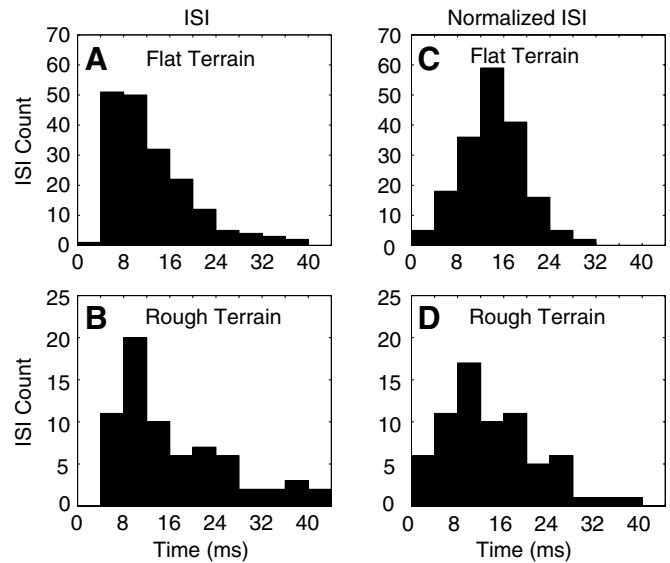 ISI
Normalized ISI
A
Flat Terrain
ISI Count
70
60
50
40
30
20
10
0
0 8 16 24 32 40
C
Flat Terrain
70
60
50
40
30
20
10
0
0 8 16 24 32 40
B
Rough Terrain
ISI Count
25
20
15
10
5
0
0 8 16 24 32 40
Time (ms)
D
Rough Terrain
25
20
15
10
5
0
0 8 16 24 32 40
Time (ms)